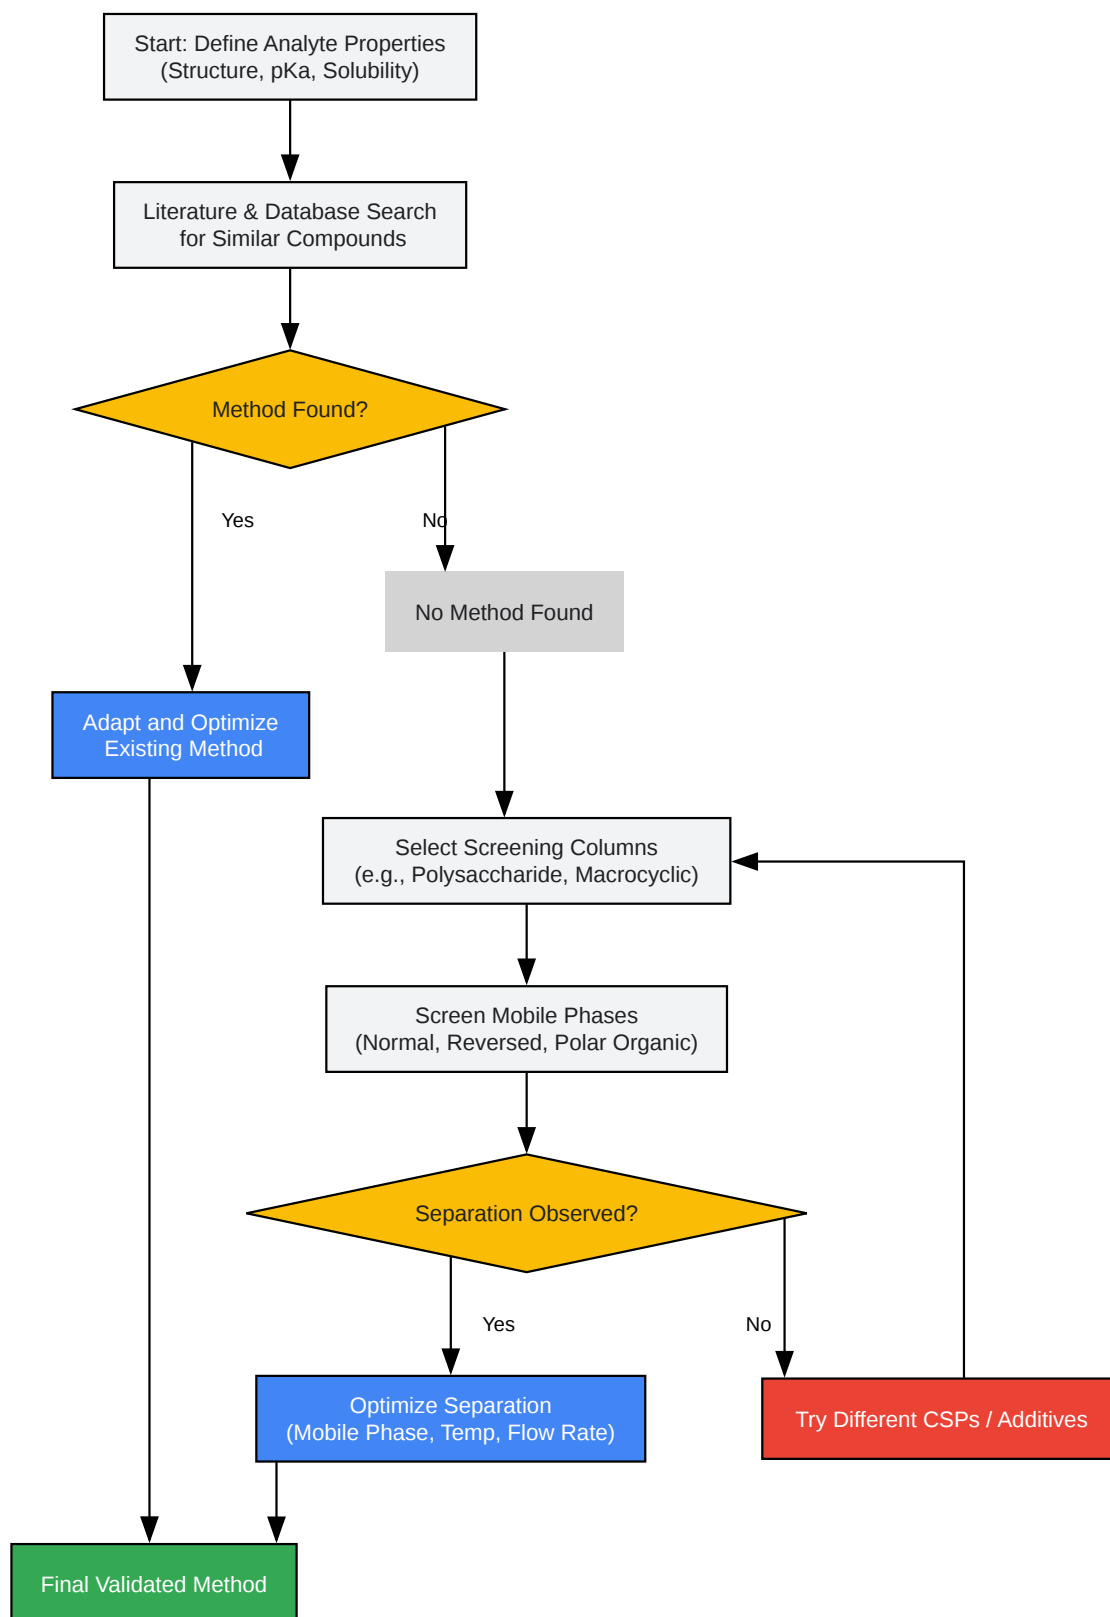 Start: Define Analyte Properties
(Structure, pKa, Solubility)
Literature & Database Search
for Similar Compounds
Method Found?
Yes
No
No Method Found
Adapt and Optimize
Existing Method
Select Screening Columns
(e.g., Polysaccharide, Macrocyclic)
Screen Mobile Phases
(Normal, Reversed, Polar Organic)
Separation Observed?
Yes
No
Optimize Separation
(Mobile Phase, Temp, Flow Rate)
Try Different CSPs / Additives
Final Validated Method